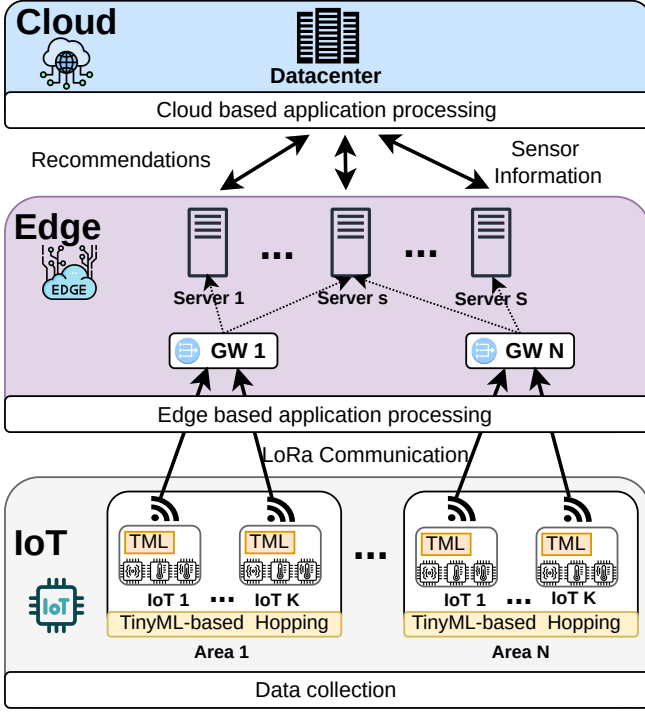 Cloud
Datacenter
Cloud based application processing
Recommendations
Sensor
Information
Edge
EDGE
...
...
Server 1
Server s
Server S
GW 1
GW N
Edge based application processing
LoRa Communication
IoT
IoT
TML
TML
...
TML
TML
IoT 1
...
IoT K
IoT 1
...
IoT K
TinyML-based Hopping
TinyML-based Hopping
Area 1
Area N
Data collection